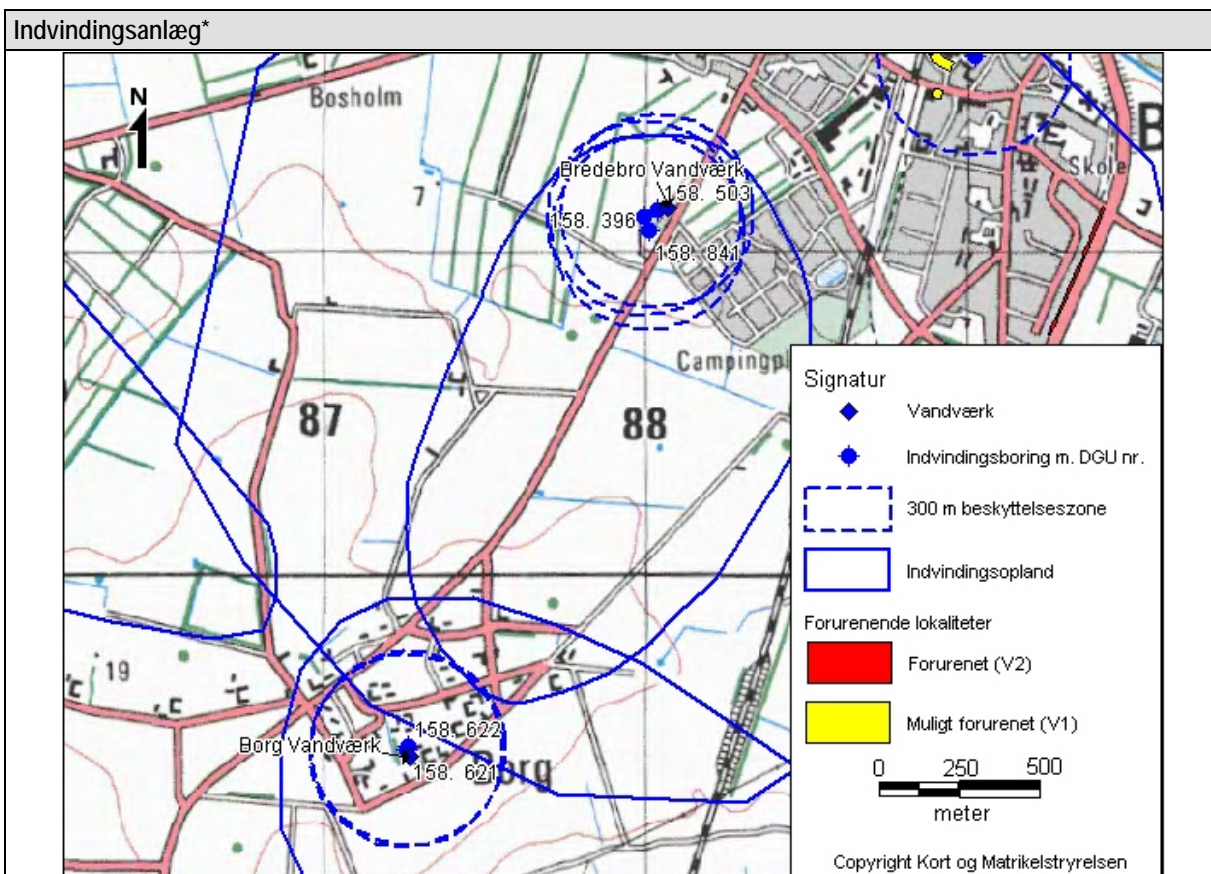 Indvindingsanlæg*
N
Bosholm
B
Skole
7
Bredebro Vandværk
158. 503
158. 396
158. 841
Campingpl
87
88
19
158. 622
Borg Vandværk
158. 621
Borg
Signatur
Vandværk
Indvindingsboring m. DGU nr.
300 m beskyttelseszone
Indvindingsopland
Forurenende lokaliteter
Forurenet (V2)
Muligt forurenet (V1)
0 250 500
meter
Copyright Kort og Matrikelstryrelsen